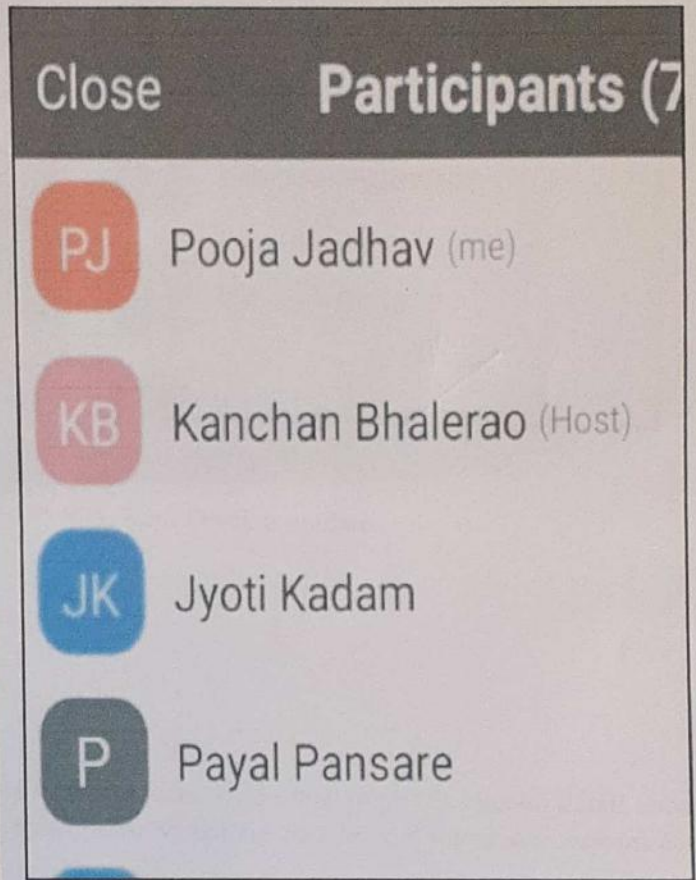 Close Participants (7
PJ Pooja Jadhav (me)
KB Kanchan Bhalerao (Host)
JK Jyoti Kadam
P Payal Pansare